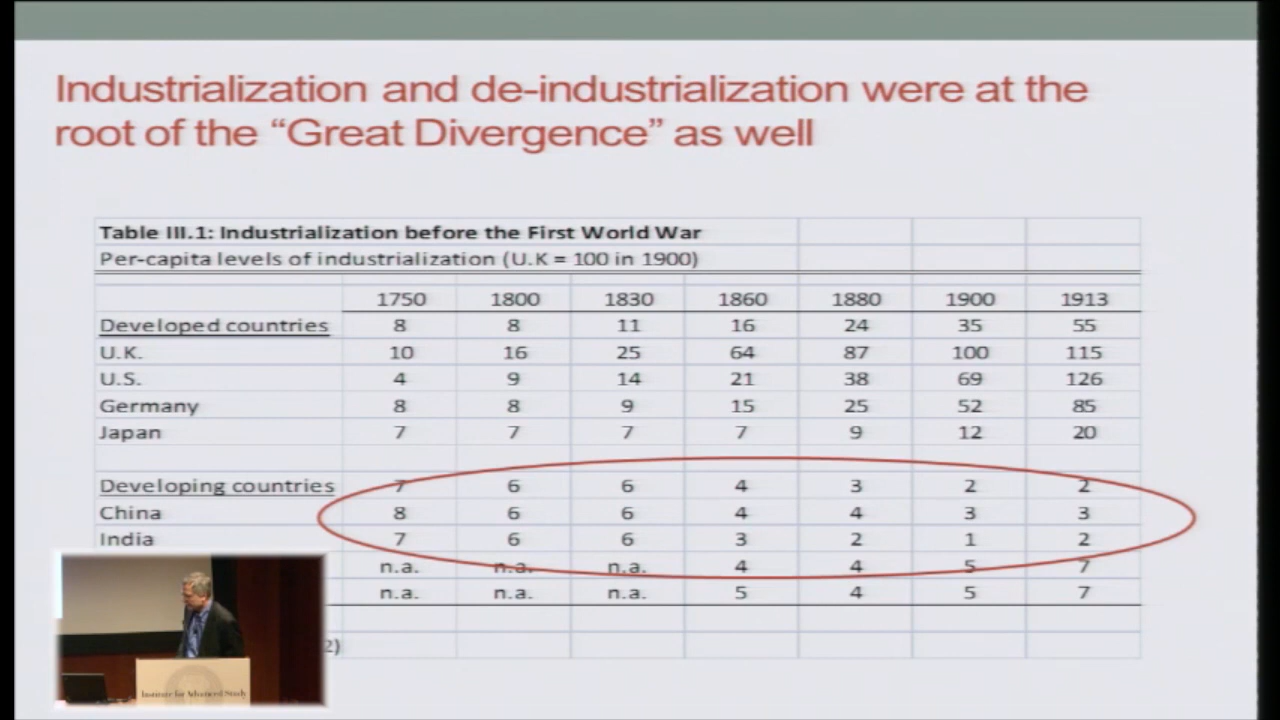 Industrialization and de-industrialization were at the
root of the “Great Divergence” as well
Table III.1: Industrialization before the First World War
Per-capita levels of industrialization (U.K = 100 in 1900)
1750 1800 1830 1860 1880 1900 1913
Developed countries 8 8 11 16 24 35 55
U.K. 10 16 25 64 87 100 115
U.S. 4 9 14 21 38 69 126
Germany 8 8 9 15 25 52 85
Japan 7 7 7 7 9 12 20
Developing countries 7 6 6 4 3 2 2
China 8 6 6 4 4 3 3
India 7 6 6 3 2 1 2
n.a. n.a. n.a. 4 4 5 7
n.a. n.a. n.a. 5 4 5 7
2)
Institute for Advanced Study